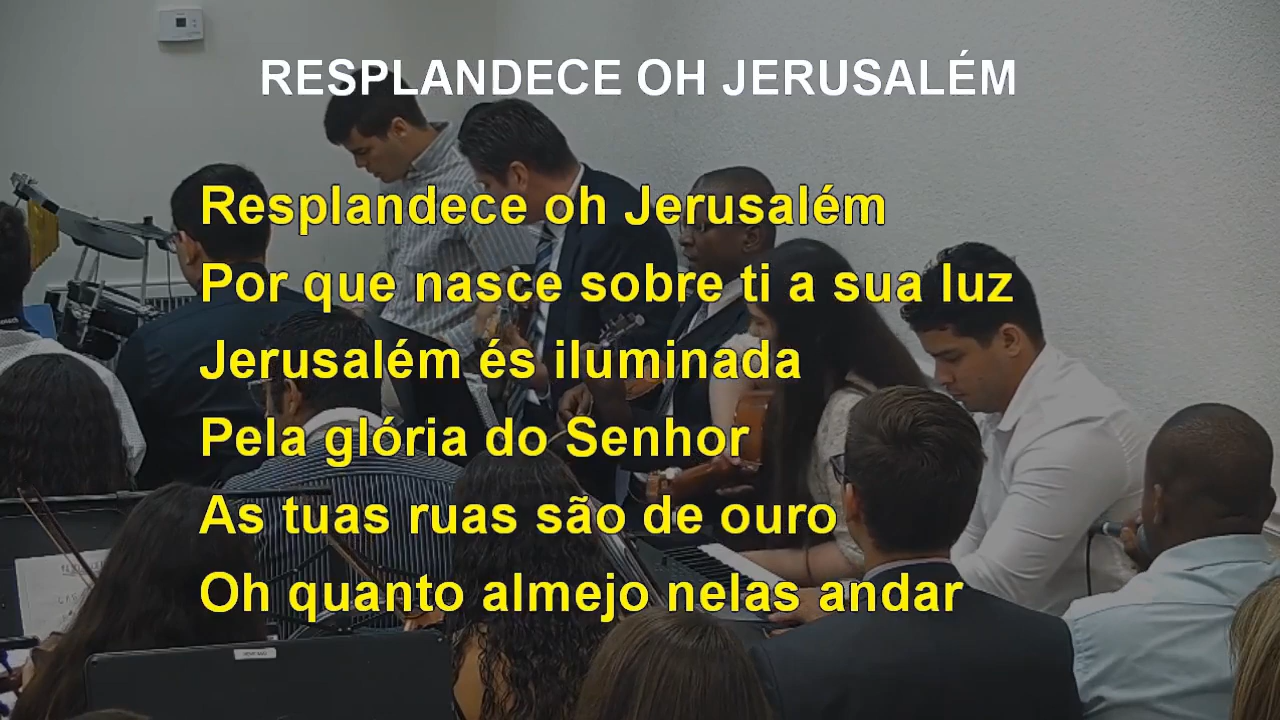 RESPLANDECE OH JERUSALÉM
Resplandece oh Jerusalém
Por que nasce sobre ti a sua luz
Jerusalém és iluminada
Pela glória do Senhor
As tuas ruas são de ouro
Oh quanto almejo nelas andar